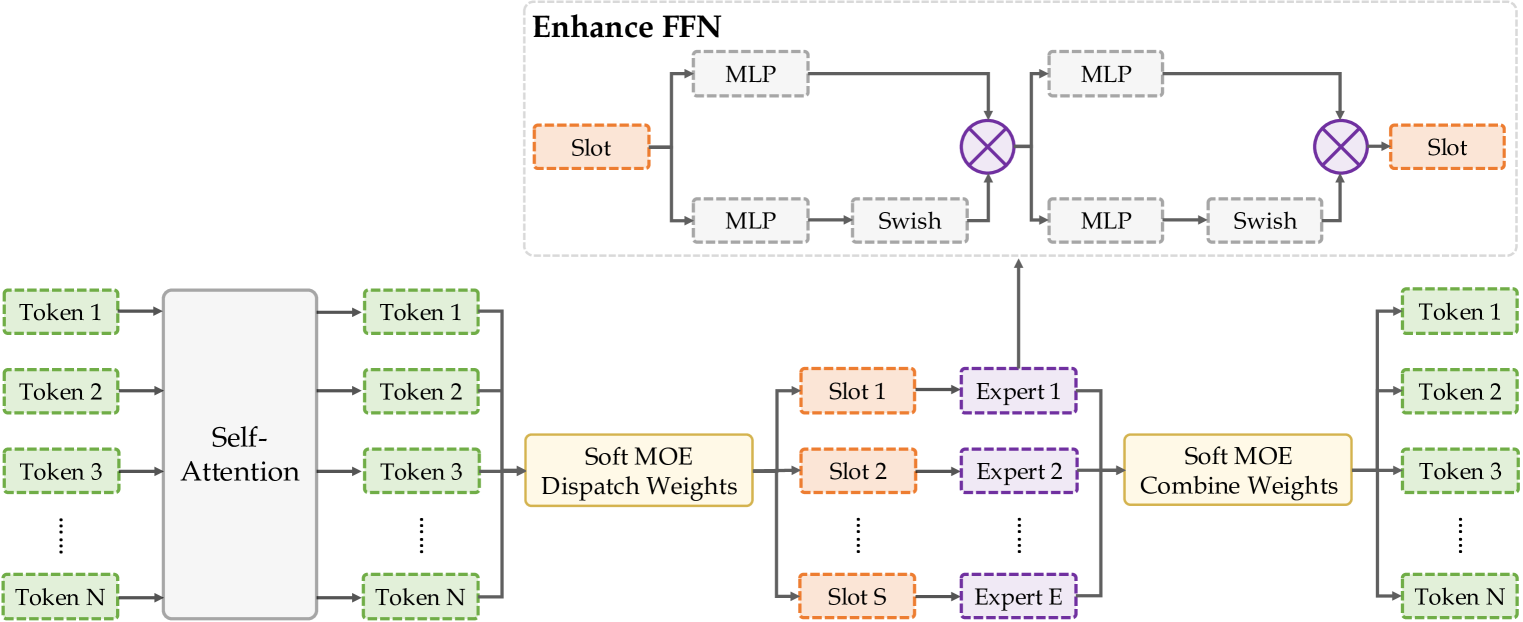 Enhance FFN
MLP
MLP
Slot
Slot
MLP
Swish
MLP
Swish
Token 1
Token 1
Token 1
Token 2
Token 2
Slot 1
Expert 1
Token 2
Self-
Attention
Token 3
Token 3
Soft MOE
Dispatch Weights
Slot 2
Expert 2
Soft MOE
Combine Weights
Token 3
Token N
Token N
Slot S
Expert E
Token N